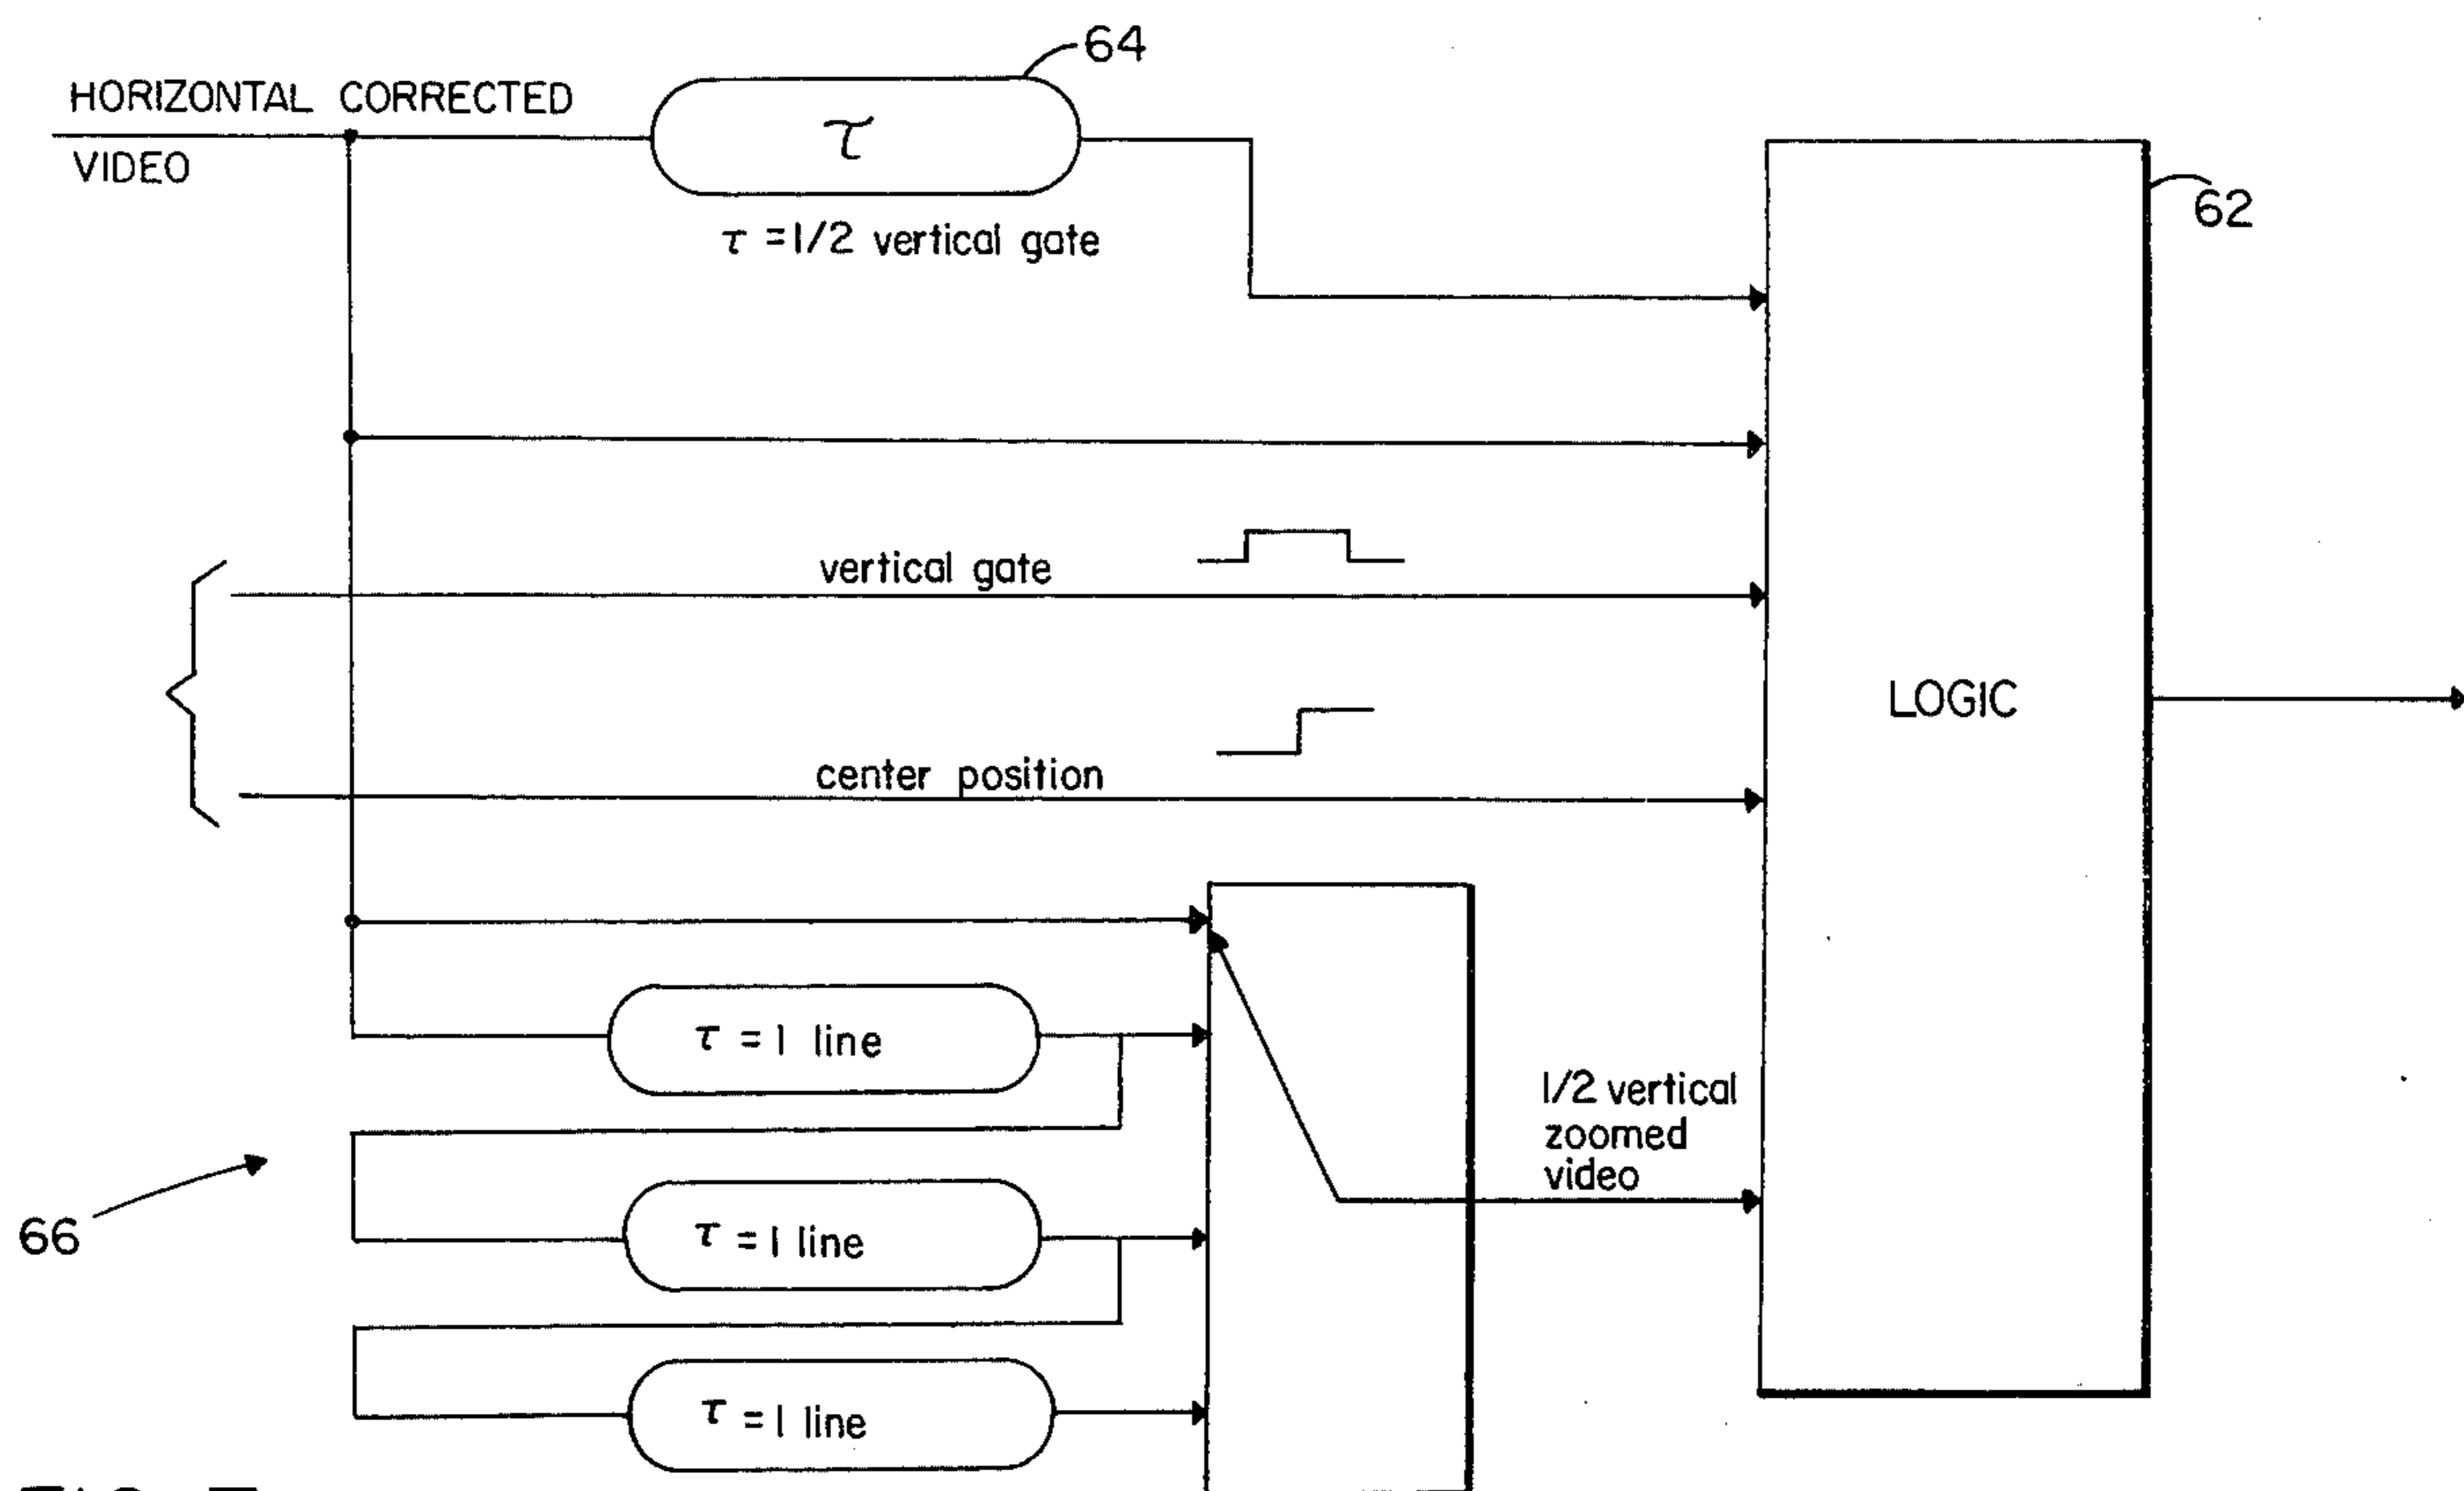 64
HORIZONTAL CORRECTED
VIDEO
τ
τ = 1/2 vertical gate
62
vertical gate
LOGIC
center position
τ = 1 line
1/2 vertical
zoomed
video
66
τ = 1 line
τ = 1 line